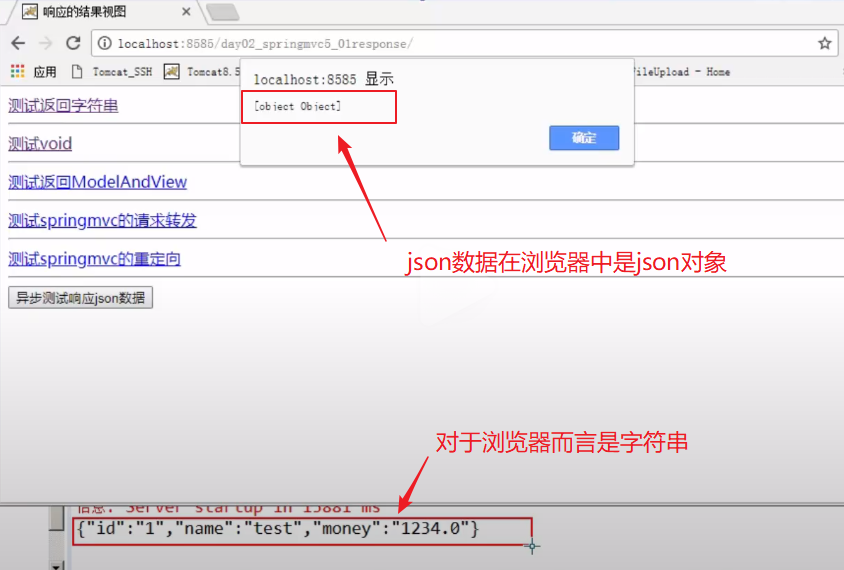 响应的结果视图
localhost:8585/day02_springmvc5_01response/
应用 Tomcat_SSH Tomcat8.5 FileUpload - Home
localhost:8585 显示
[object Object]
确定
测试返回字符串
测试void
测试返回ModelAndView
测试springmvc的请求转发
测试springmvc的重定向
json数据在浏览器中是json对象
异步测试响应json数据
对于浏览器而言是字符串
信息: Server startup in 15881 ms
{"id":"1","name":"test","money":"1234.0"}